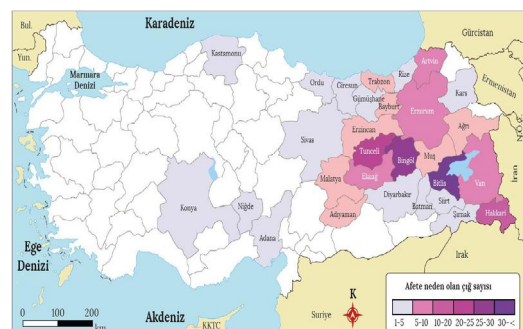 Karadeniz
Bul.
Yun.
Gürcistan
Ermenistan
Marmara
Denizi
Kastamonu
Artvin
Rize
Trabzon
Ordu
Giresun
Gümüşhane
Bayburt
Kars
Erzurum
Erzincan
Ağrı
Sivas
Tunceli
Bingöl
Muş
İran
Malatya
Elazığ
Bitlis
Van
Konya
Niğde
Adıyaman
Diyarbakır
Batman
Siirt
Şırnak
Hakkari
Adana
Ege
Denizi
Irak
Akdeniz
K
Suriye
KKTC
0 100 200
km
Afete neden olan çığ sayısı
1-5 5-10 10-20 20-25 25-30 30-<